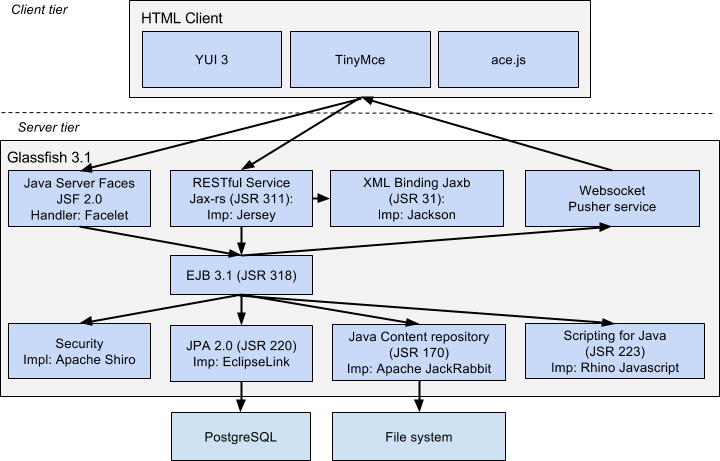 Client tier
HTML Client
YUI 3
TinyMce
ace.js
Server tier
Glassfish 3.1
Java Server Faces
JSF 2.0
Handler: Facelet
RESTful Service
Jax-rs (JSR 311):
Imp: Jersey
XML Binding Jaxb
(JSR 31):
Imp: Jackson
Websocket
Pusher service
EJB 3.1 (JSR 318)
Security
Impl: Apache Shiro
JPA 2.0 (JSR 220)
Imp: EclipseLink
Java Content repository
(JSR 170)
Imp: Apache JackRabbit
Scripting for Java
(JSR 223)
Imp: Rhino Javascript
PostgreSQL
File system